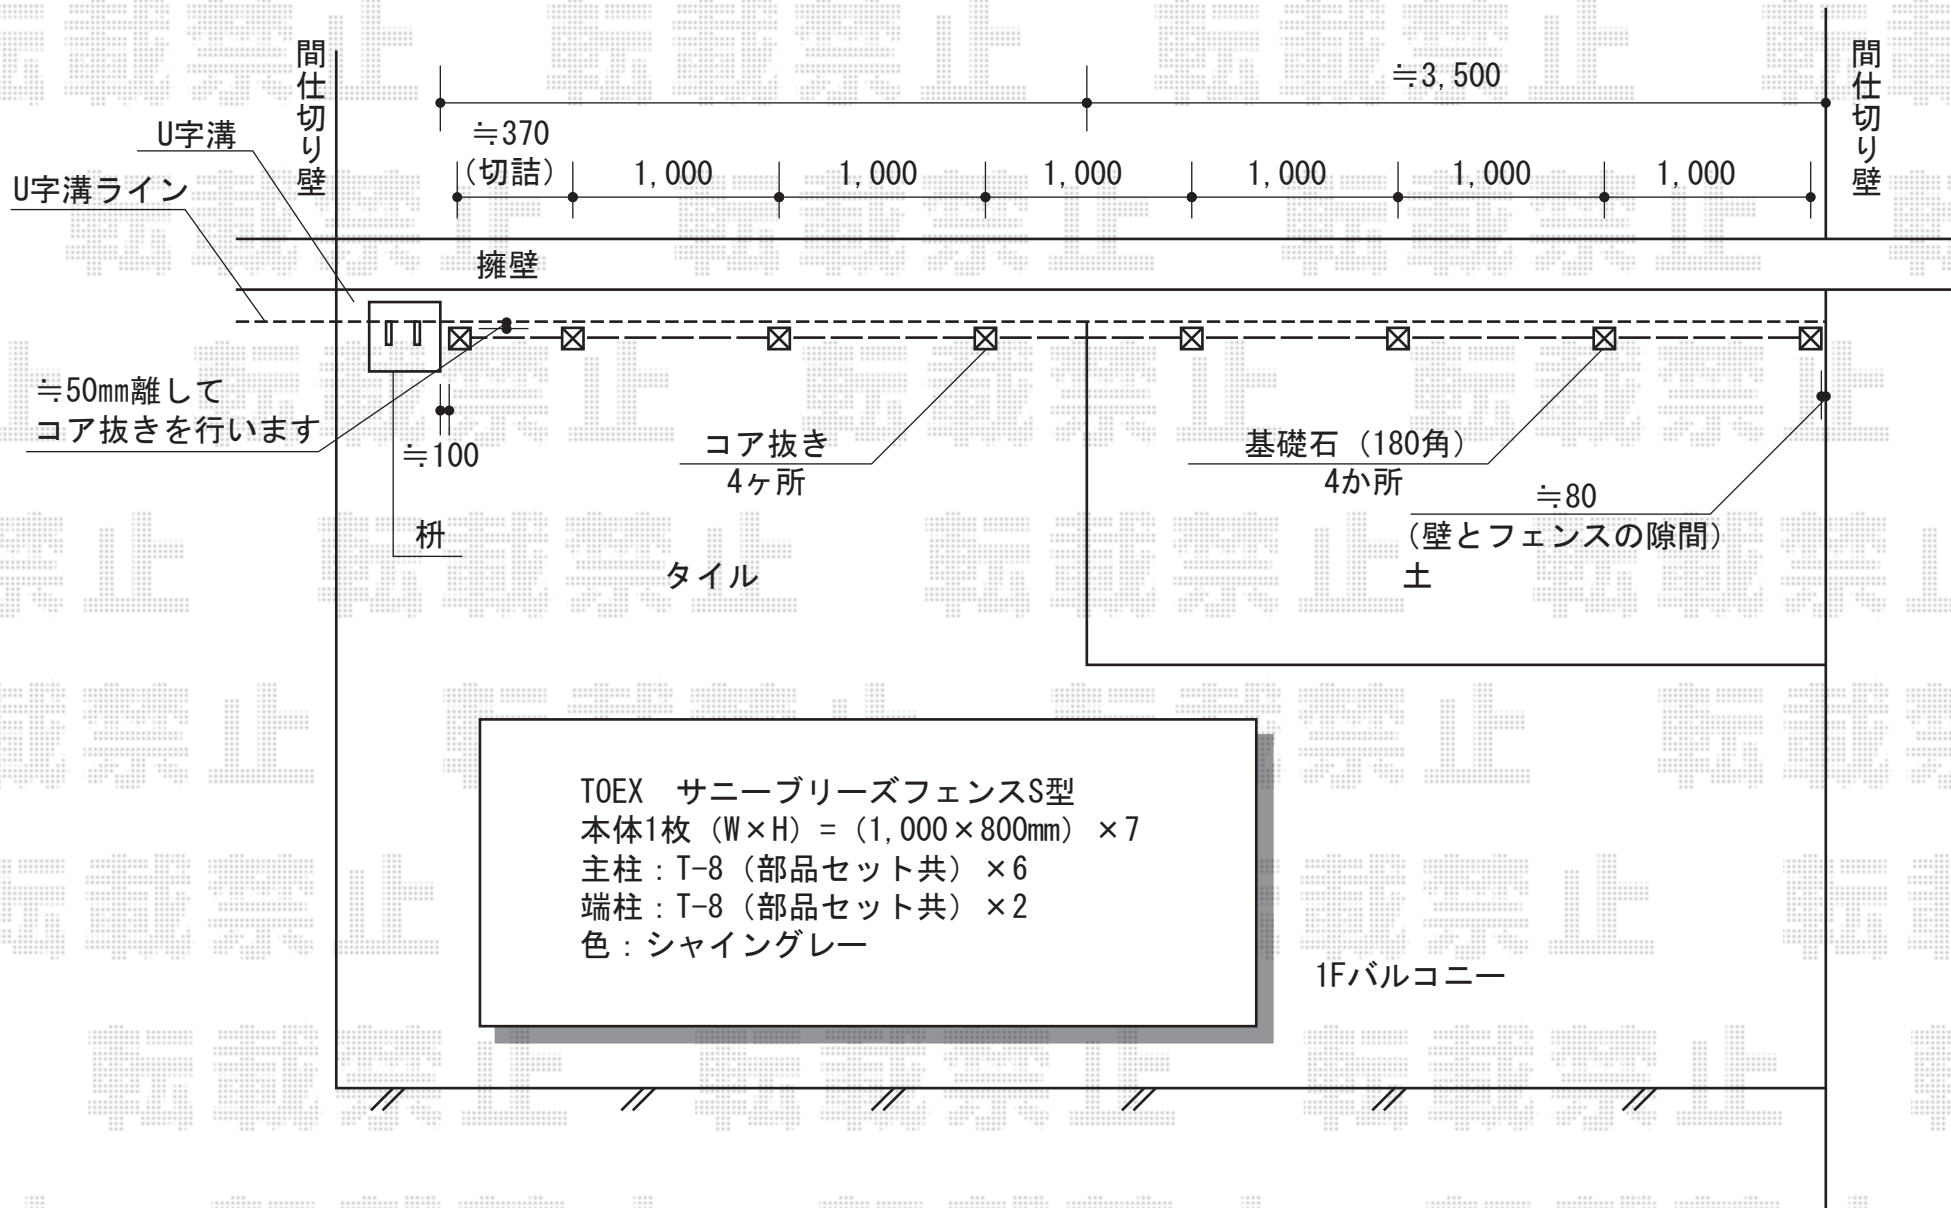 間仕切り壁
≒3,500
間仕切り壁
U字溝
≒370
(切詰)
1,000
1,000
1,000
1,000
1,000
1,000
U字溝ライン
擁壁
≒50mm離して
コア抜きを行います
≒100
コア抜き
4ヶ所
基礎石（180角）
4か所
≒80
(壁とフェンスの隙間)
枡
タイル
土
TOEX　サニーブリーズフェンスS型
本体1枚（W×H）=（1,000×800mm）×7
主柱：T-8（部品セット共）×6
端柱：T-8（部品セット共）×2
色：シャイングレー
1Fバルコニー
転載禁止